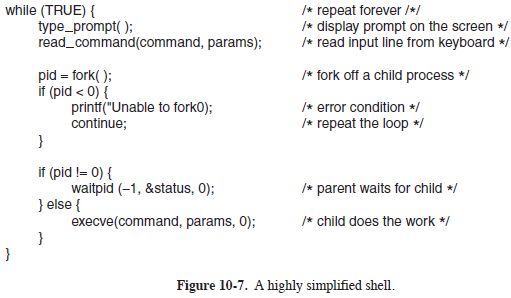 while (TRUE) { /* repeat forever /*/
type_prompt( ); /* display prompt on the screen */
read_command(command, params); /* read input line from keyboard */
pid = fork( ); /* fork off a child process */
if (pid < 0) {
printf("Unable to fork0); /* error condition */
continue; /* repeat the loop */
}
if (pid != 0) {
waitpid (−1, &status, 0); /* parent waits for child */
} else {
execve(command, params, 0); /* child does the work */
}
}
Figure 10-7. A highly simplified shell.